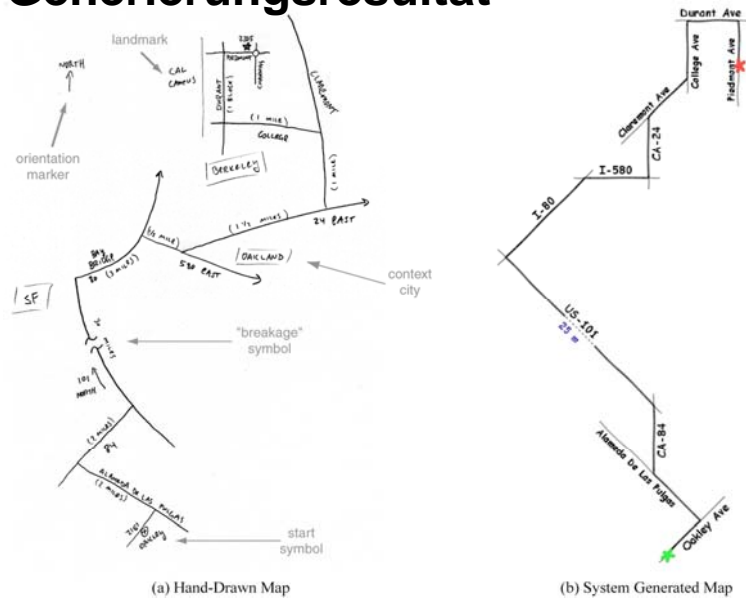 Generierungsresultat
landmark
NORTH
CAL
CAMPUS
DURANT
(1 BLOCK)
PIEDMONT
CHANNING
CLAREMONT
(1 MILE)
COLLEGE
BERKELEY
(1 MILE)
orientation
marker
24 EAST
(1 1/2 MILES)
(1/2 MILE)
580 EAST
OAKLAND
BAY
BRIDGE
80 (3 MILES)
SF
context
city
"breakage"
symbol
MILES
101
NORTH
(2 MILES)
84
ALAMEDA DE LAS PULGAS
(2 MILES)
OAKLEY
start
symbol
(a) Hand-Drawn Map
Durant Ave
College Ave
Piedmont Ave
Claremont Ave
CA-24
I-580
I-80
US-101
25 m
CA-84
Alameda De Las Pulgas
Oakley Ave
(b) System Generated Map